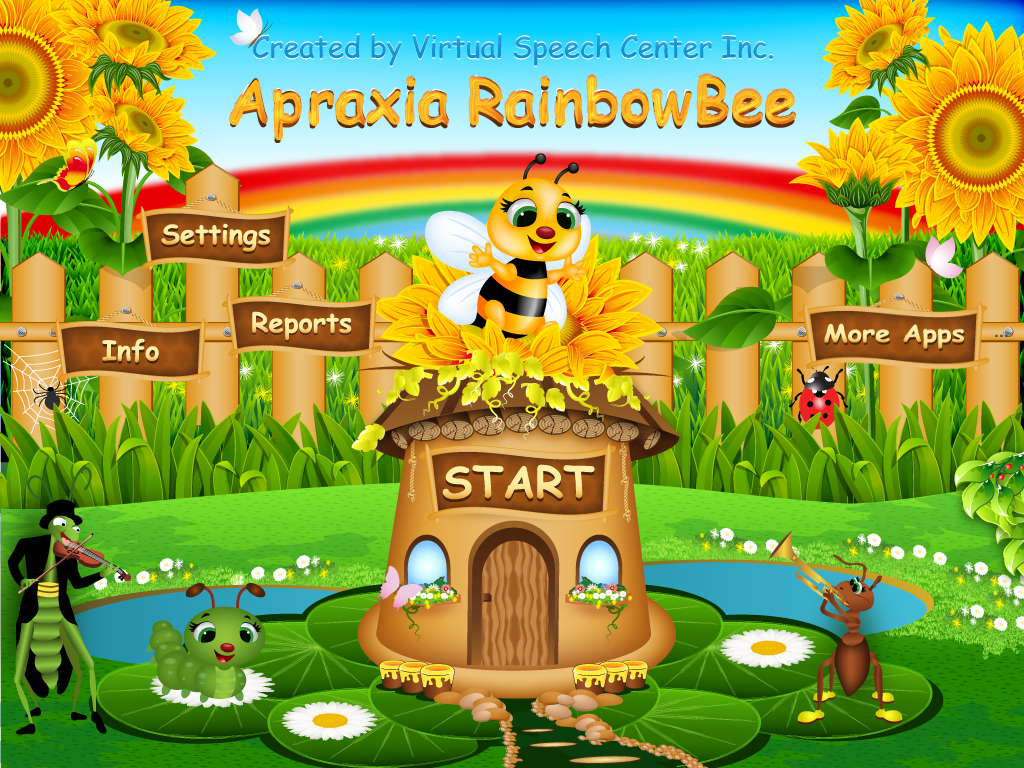 Created by Virtual Speech Center Inc.
Apraxia RainbowBee
Settings
Reports
Info
More Apps
START